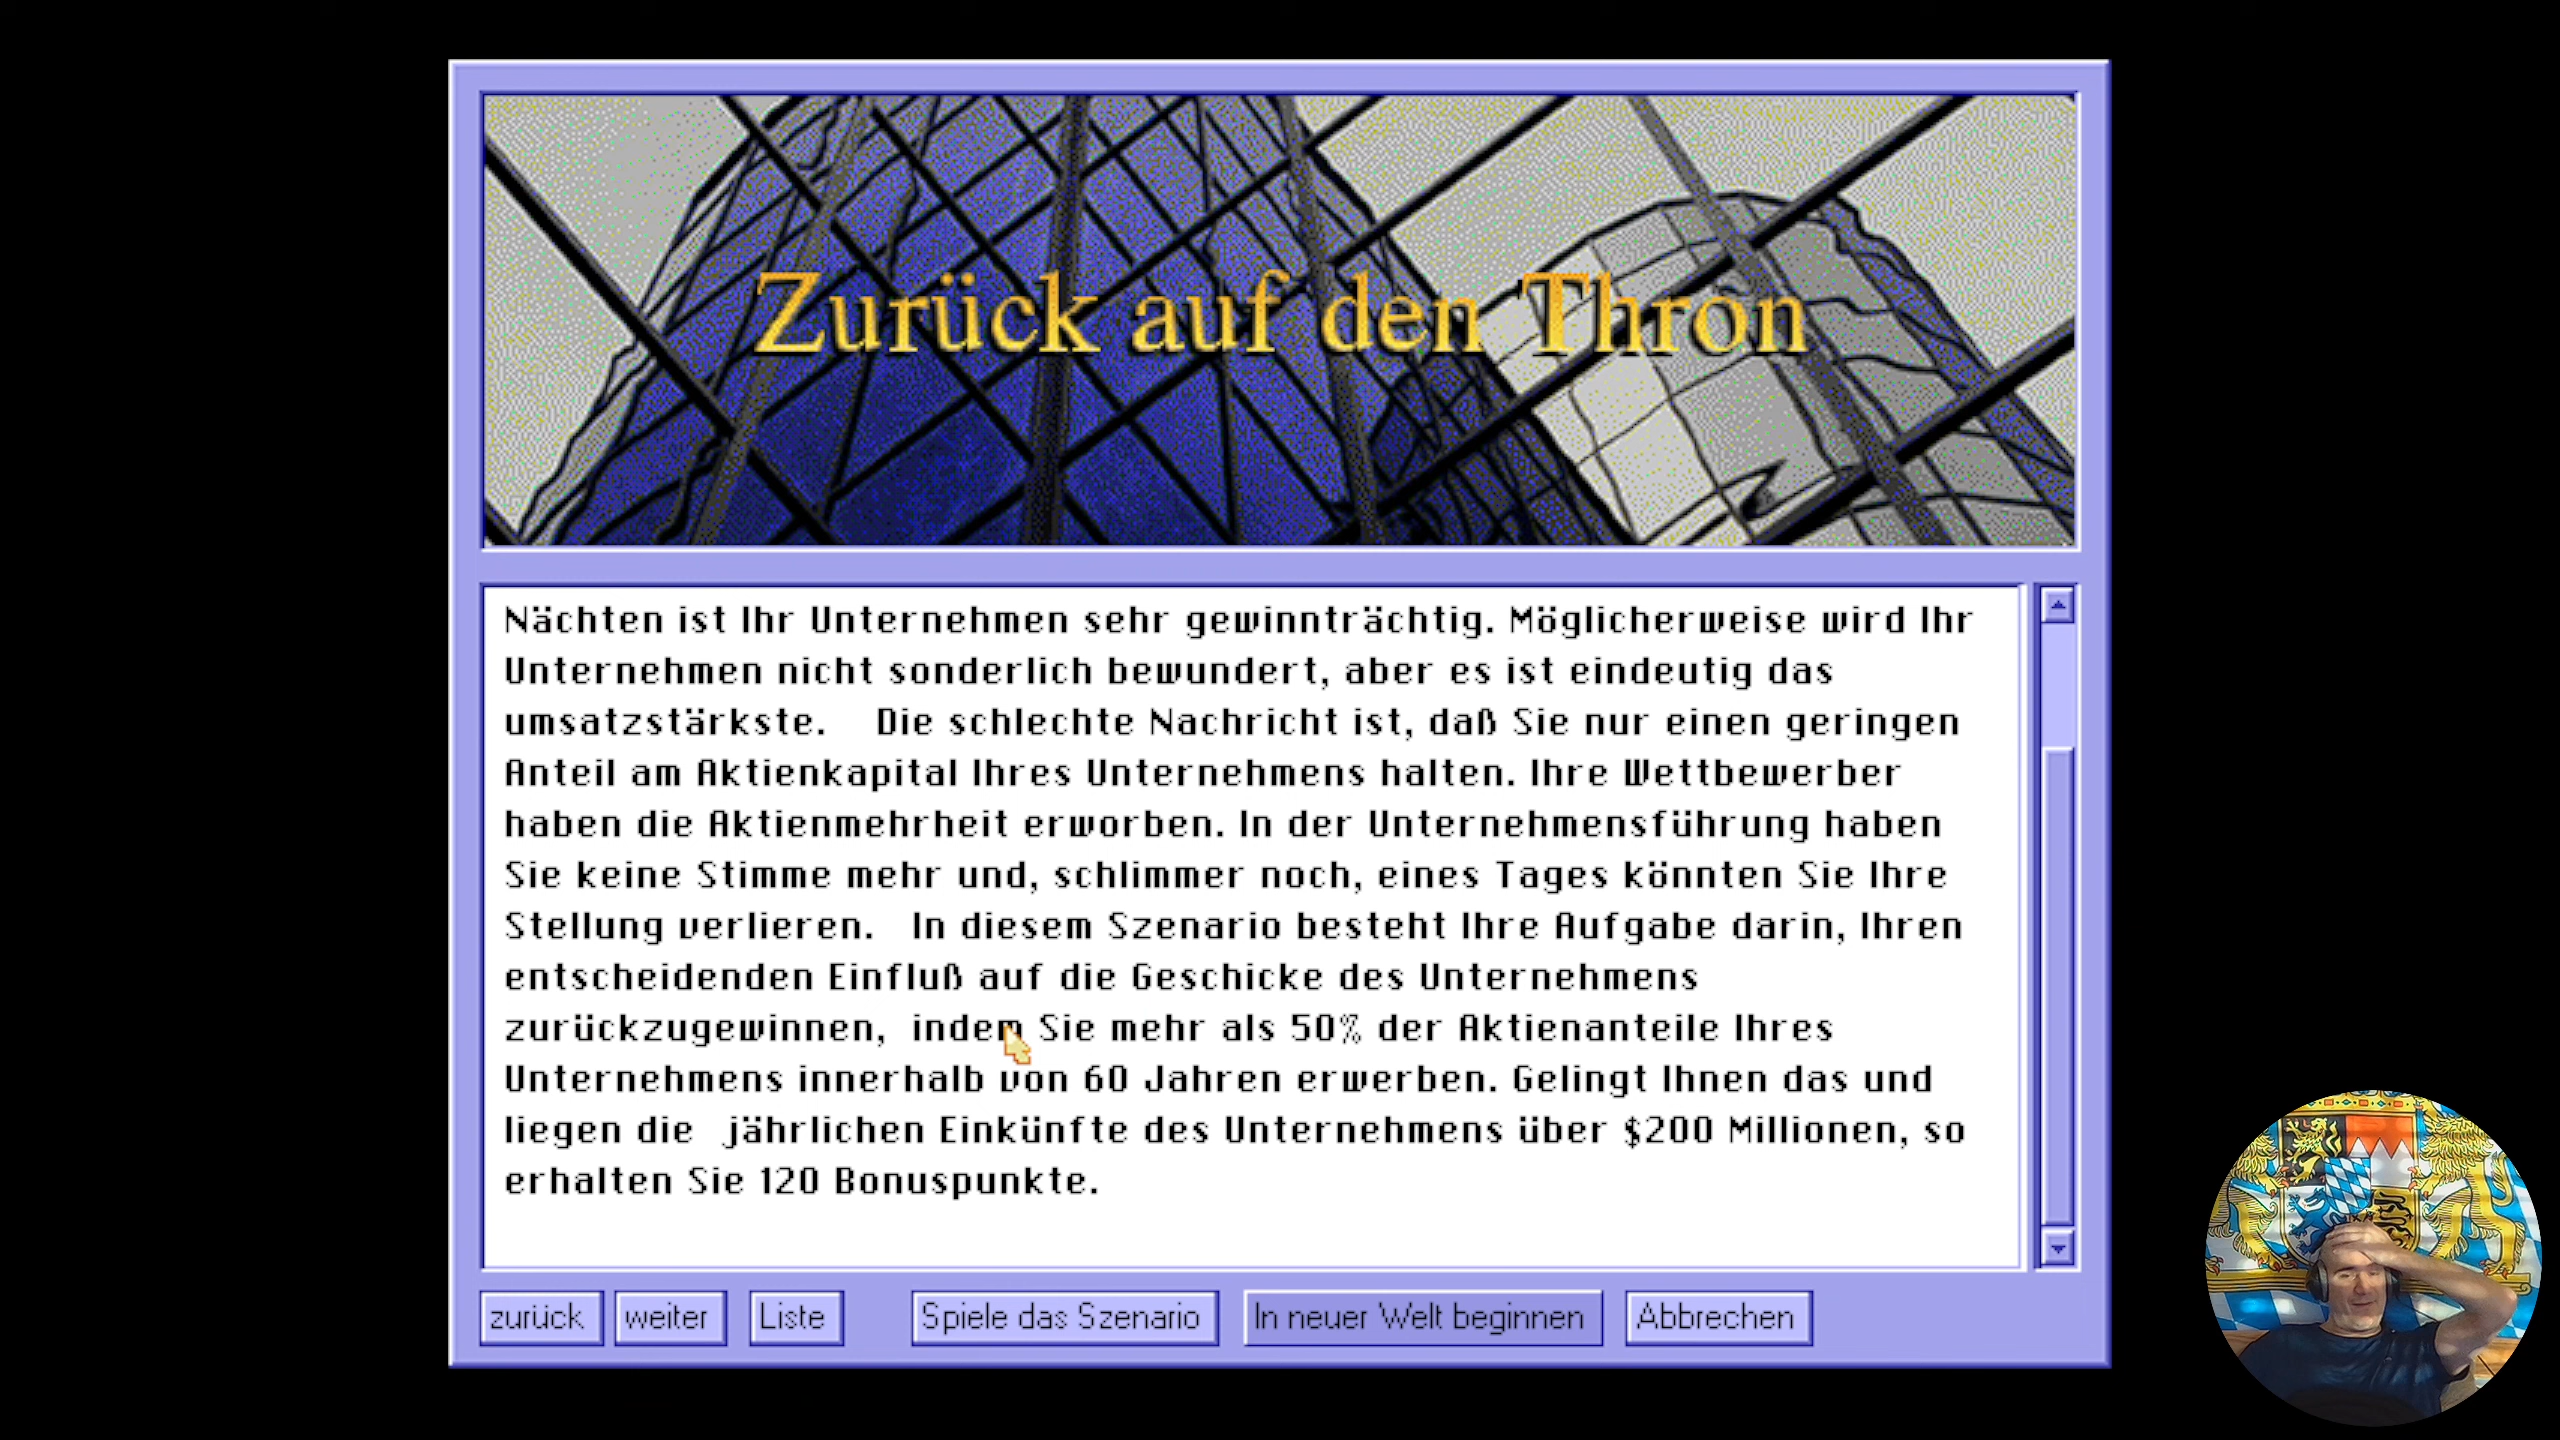 Zurück auf den Thron
Nächten ist Ihr Unternehmen sehr gewinnträchtig. Möglicherweise wird Ihr
Unternehmen nicht sonderlich bewundert, aber es ist eindeutig das
umsatzstärkste. Die schlechte Nachricht ist, daß Sie nur einen geringen
Anteil am Aktienkapital Ihres Unternehmens halten. Ihre Wettbewerber
haben die Aktienmehrheit erworben. In der Unternehmensführung haben
Sie keine Stimme mehr und, schlimmer noch, eines Tages könnten Sie Ihre
Stellung verlieren. In diesem Szenario besteht Ihre Aufgabe darin, Ihren
entscheidenden Einfluß auf die Geschicke des Unternehmens
zurückzugewinnen, indem Sie mehr als 50% der Aktienanteile Ihres
Unternehmens innerhalb von 60 Jahren erwerben. Gelingt Ihnen das und
liegen die jährlichen Einkünfte des Unternehmens über $200 Millionen, so
erhalten Sie 120 Bonuspunkte.
zurück weiter Liste Spiele das Szenario In neuer Welt beginnen Abbrechen